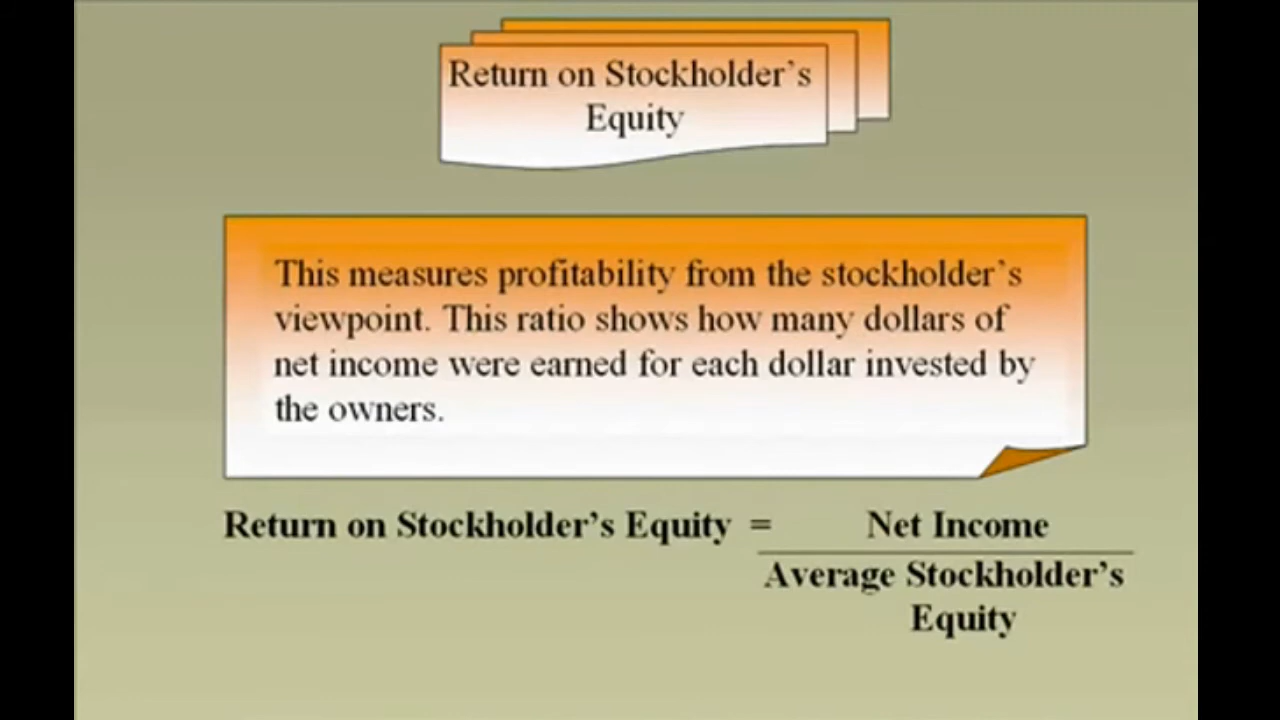 Return on Stockholder's
Equity
This measures profitability from the stockholder's
viewpoint. This ratio shows how many dollars of
net income were earned for each dollar invested by
the owners.
Return on Stockholder's Equity = Net Income
Average Stockholder's
Equity